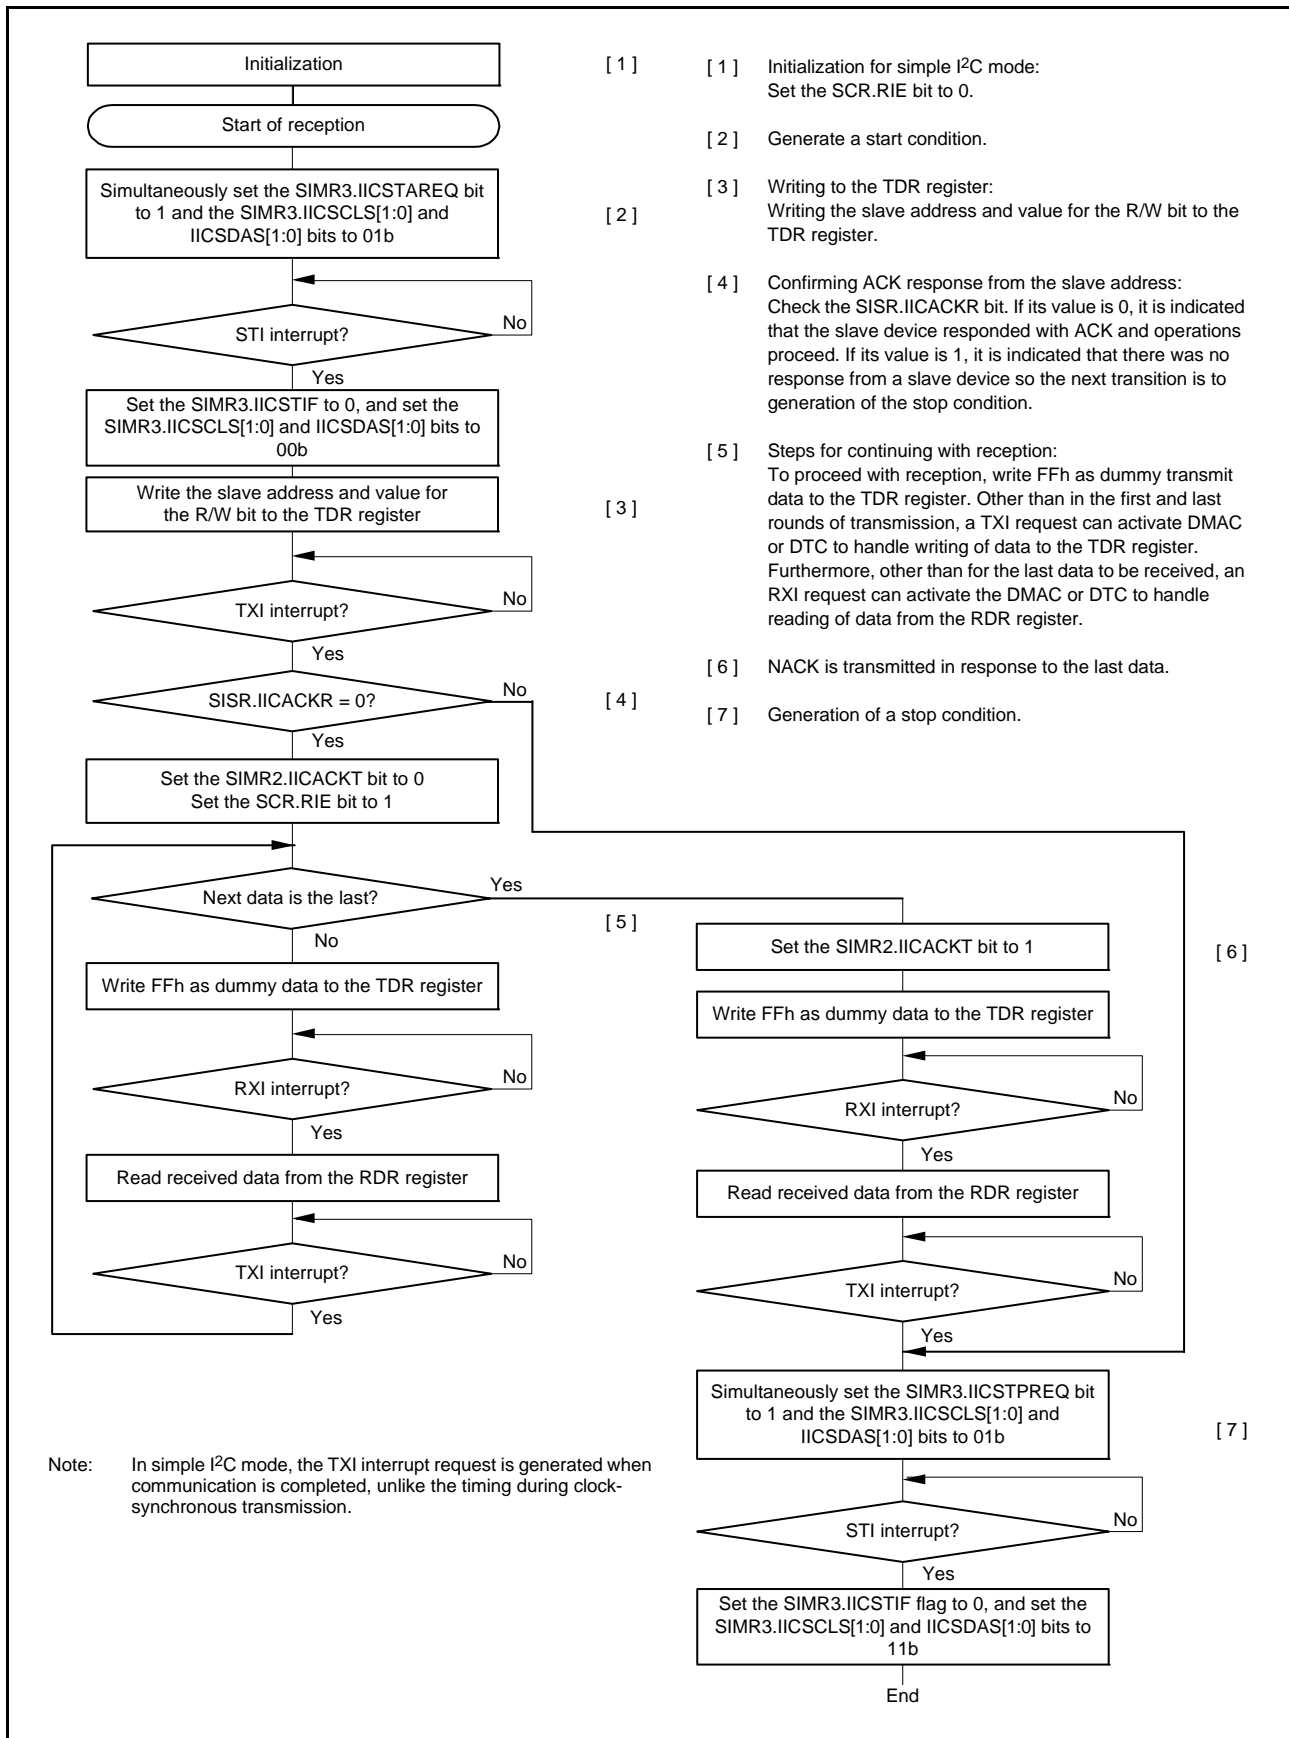 Initialization
[ 1 ]
Start of reception
Simultaneously set the SIMR3.IICSTAREQ bit
to 1 and the SIMR3.IICSCLS[1:0] and
IICSDAS[1:0] bits to 01b
[ 2 ]
STI interrupt?
No
Yes
Set the SIMR3.IICSTIF to 0, and set the
SIMR3.IICSCLS[1:0] and IICSDAS[1:0] bits to
00b
Write the slave address and value for
the R/W bit to the TDR register
[ 3 ]
TXI interrupt?
No
Yes
SISR.IICACKR = 0?
No
[ 4 ]
Yes
Set the SIMR2.IICACKT bit to 0
Set the SCR.RIE bit to 1
Next data is the last?
Yes
[ 5 ]
No
Write FFh as dummy data to the TDR register
RXI interrupt?
No
Yes
Read received data from the RDR register
TXI interrupt?
No
Yes
[ 1 ] Initialization for simple I2C mode:
Set the SCR.RIE bit to 0.
[ 2 ] Generate a start condition.
[ 3 ] Writing to the TDR register:
Writing the slave address and value for the R/W bit to the
TDR register.
[ 4 ] Confirming ACK response from the slave address:
Check the SISR.IICACKR bit. If its value is 0, it is indicated
that the slave device responded with ACK and operations
proceed. If its value is 1, it is indicated that there was no
response from a slave device so the next transition is to
generation of the stop condition.
[ 5 ] Steps for continuing with reception:
To proceed with reception, write FFh as dummy transmit
data to the TDR register. Other than in the first and last
rounds of transmission, a TXI request can activate DMAC
or DTC to handle writing of data to the TDR register.
Furthermore, other than for the last data to be received, an
RXI request can activate the DMAC or DTC to handle
reading of data from the RDR register.
[ 6 ] NACK is transmitted in response to the last data.
[ 7 ] Generation of a stop condition.
Set the SIMR2.IICACKT bit to 1
[ 6 ]
Write FFh as dummy data to the TDR register
RXI interrupt?
No
Yes
Read received data from the RDR register
TXI interrupt?
No
Yes
Simultaneously set the SIMR3.IICSTPREQ bit
to 1 and the SIMR3.IICSCLS[1:0] and
IICSDAS[1:0] bits to 01b
[ 7 ]
STI interrupt?
No
Yes
Set the SIMR3.IICSTIF flag to 0, and set the
SIMR3.IICSCLS[1:0] and IICSDAS[1:0] bits to
11b
End
Note: In simple I2C mode, the TXI interrupt request is generated when
communication is completed, unlike the timing during clock-
synchronous transmission.